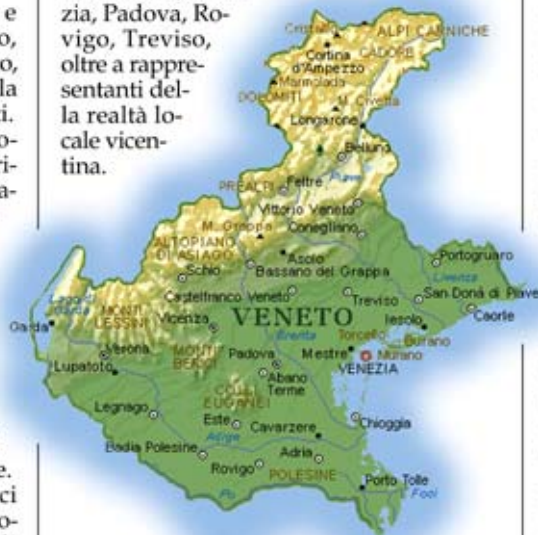 e
o,
o,
la
ti.
o-
ri-
a-
zia, Padova, Ro-
vigo, Treviso,
oltre a rappre-
sentanti del-
la realtà lo-
cale vicen-
tina.
Cristallo
ALPI CARNICHE
Cortina
d'Ampezzo
CADORE
Marmolada
DOLOMITI
M. Civetta
Longarone
Belluno
Piave
PREALPI
Feltre
Vittorio Veneto
M. Grappa
Conegliano
ALTOPIANO
DI ASIAGO
Asolo
Portogruaro
Schio
Bassano del Grappa
Livenza
Lago di
Garda
Castelfranco Veneto
Treviso
San Donà di Piave
MONTI
LESSINI
Vicenza
VENETO
Iesolo
Caorle
Garda
Brenta
Torcello
Burano
Verona
MONTI
BERICI
Padova
Mestre
Murano
Lupatoto
VENEZIA
Abano
Terme
COLLI
EUGANEI
Legnago
Este
Cavarzere
Chioggia
Adige
Badia Polesine
Adria
Rovigo
POLESINE
Porto Tolle
Po
Foci
e.
ci
o-